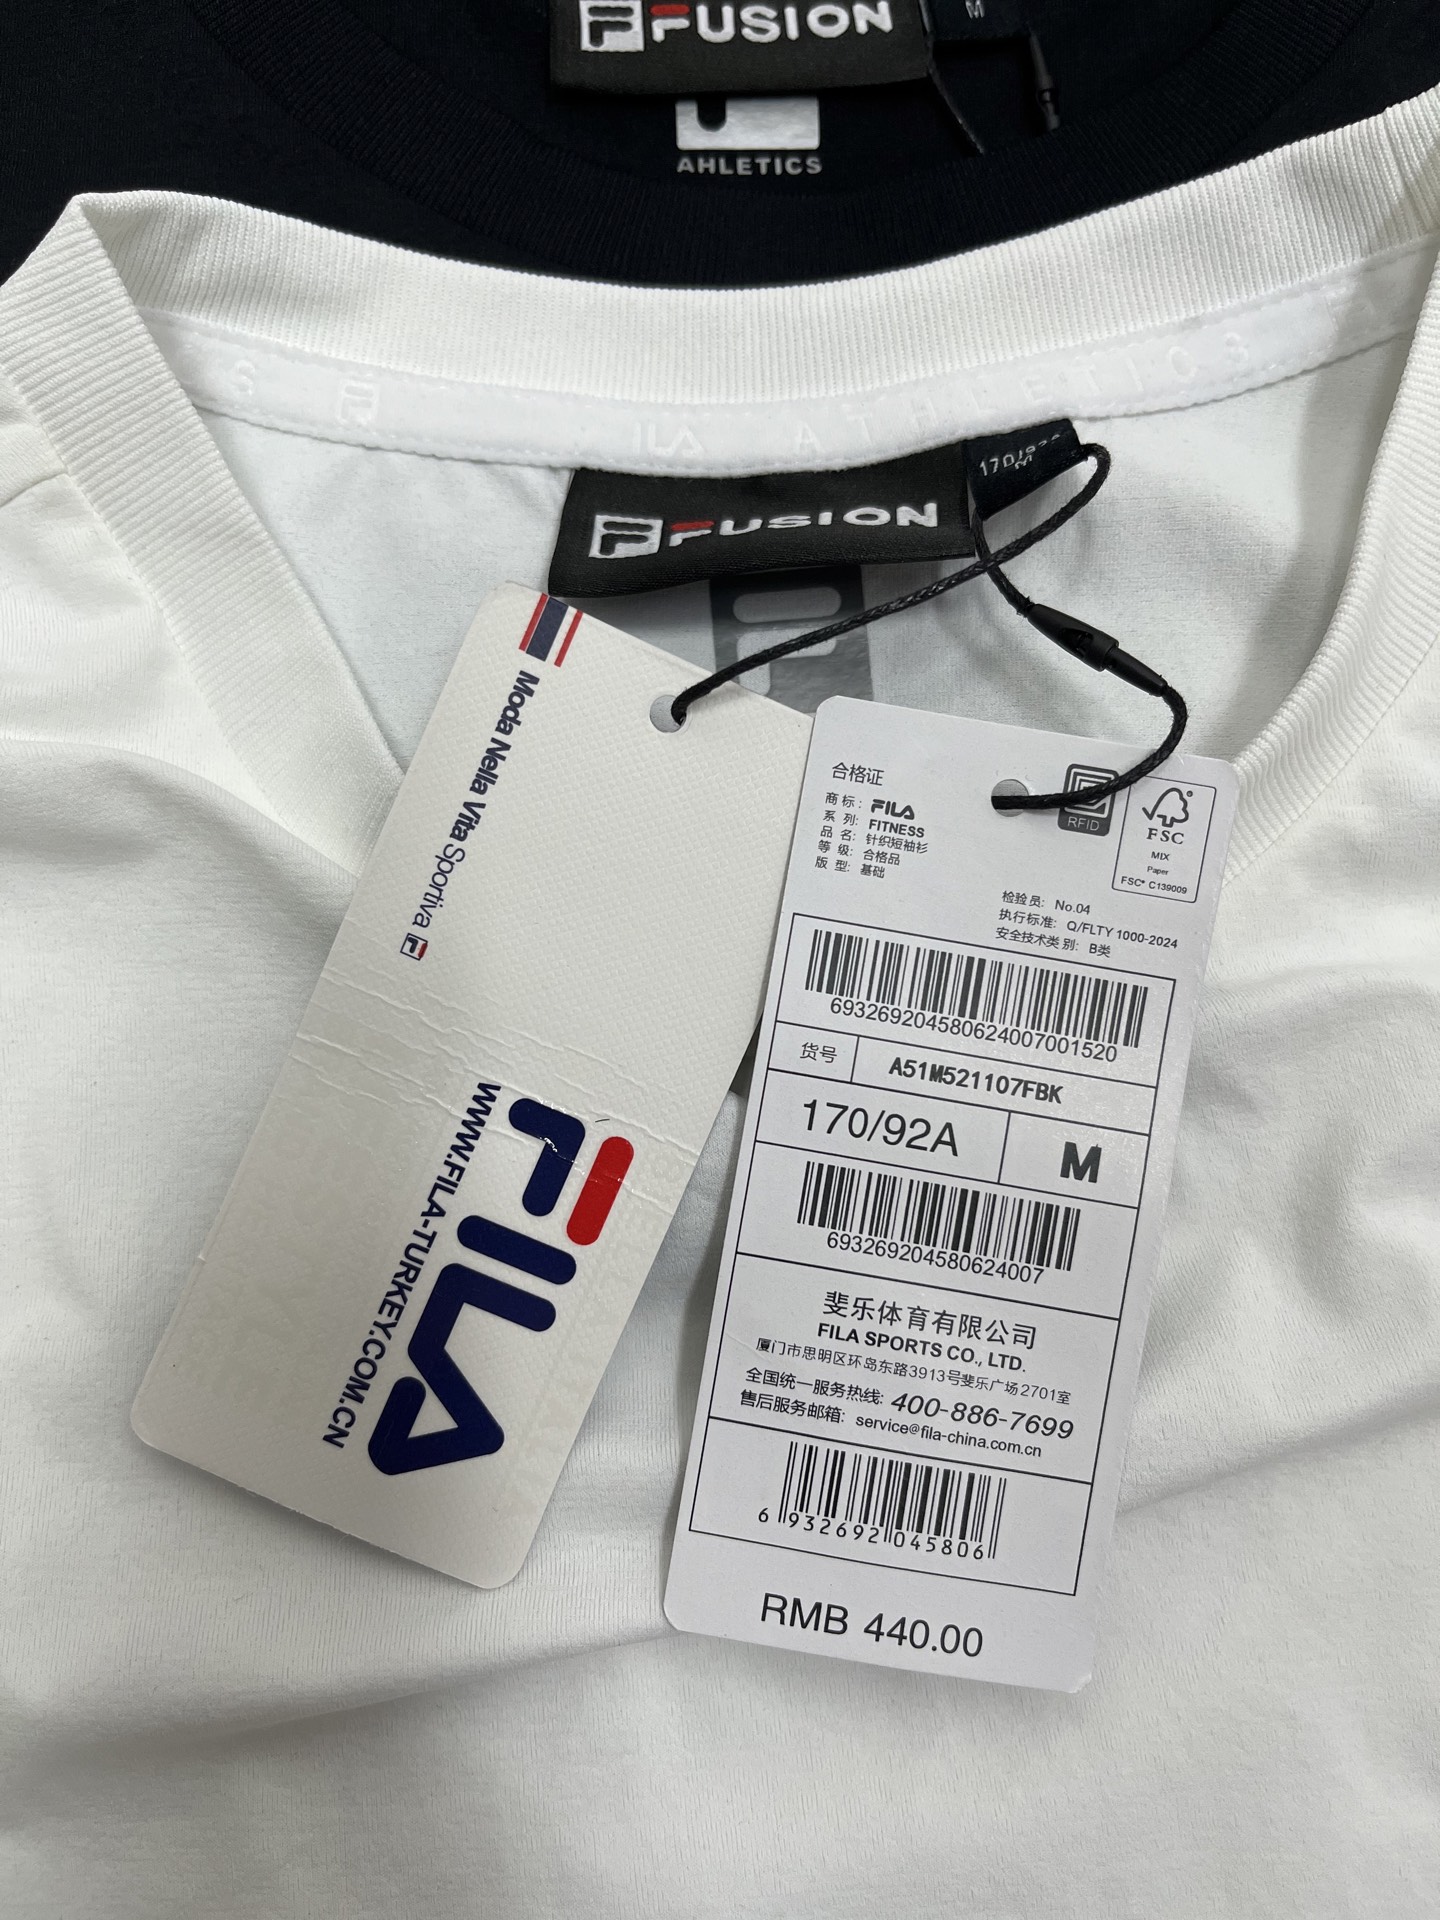 FUSION
M
AHLETICS
S
ILA ATHLETICS
170/92A
FUSION
Moda Nella Vita Sportiva
WWW.FILA-TURKEY.COM.CN
FILA
合格证
商 标: FILA
系 列: FITNESS
品 名: 针织短袖衫
等 级: 合格品
版 型: 基础
RFID
FSC
MIX
Paper
FSC® C139009
检验员: No.04
执行标准: Q/FLTY 1000-2024
安全技术类别: B类
693269204580624007001520
货号 A51M521107FBK
170/92A M
693269204580624007
斐乐体育有限公司
FILA SPORTS CO., LTD.
厦门市思明区环岛东路3913号斐乐广场2701室
全国统一服务热线: 400-886-7699
售后服务邮箱: service@fila-china.com.cn
6 932692 045806
RMB 440.00